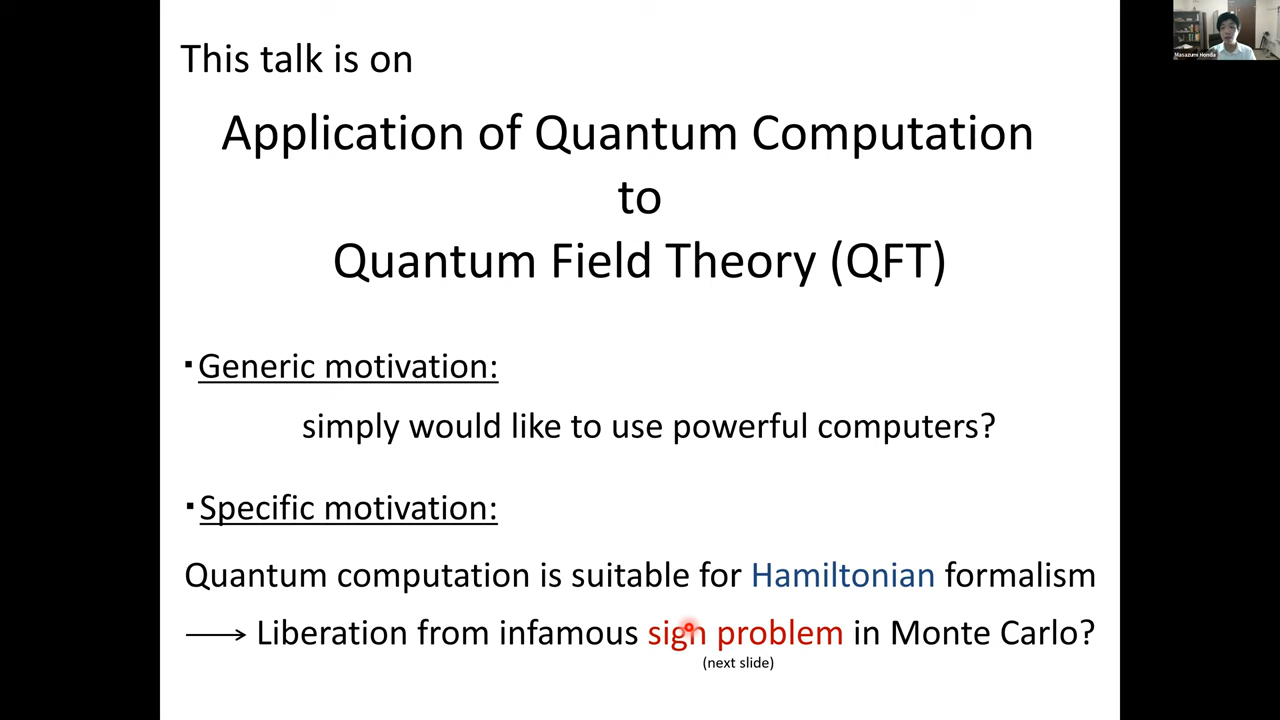 This talk is on
Application of Quantum Computation
to
Quantum Field Theory (QFT)
・Generic motivation:
simply would like to use powerful computers?
・Specific motivation:
Quantum computation is suitable for Hamiltonian formalism
⟶ Liberation from infamous sign problem in Monte Carlo?
(next slide)
Masazumi Honda